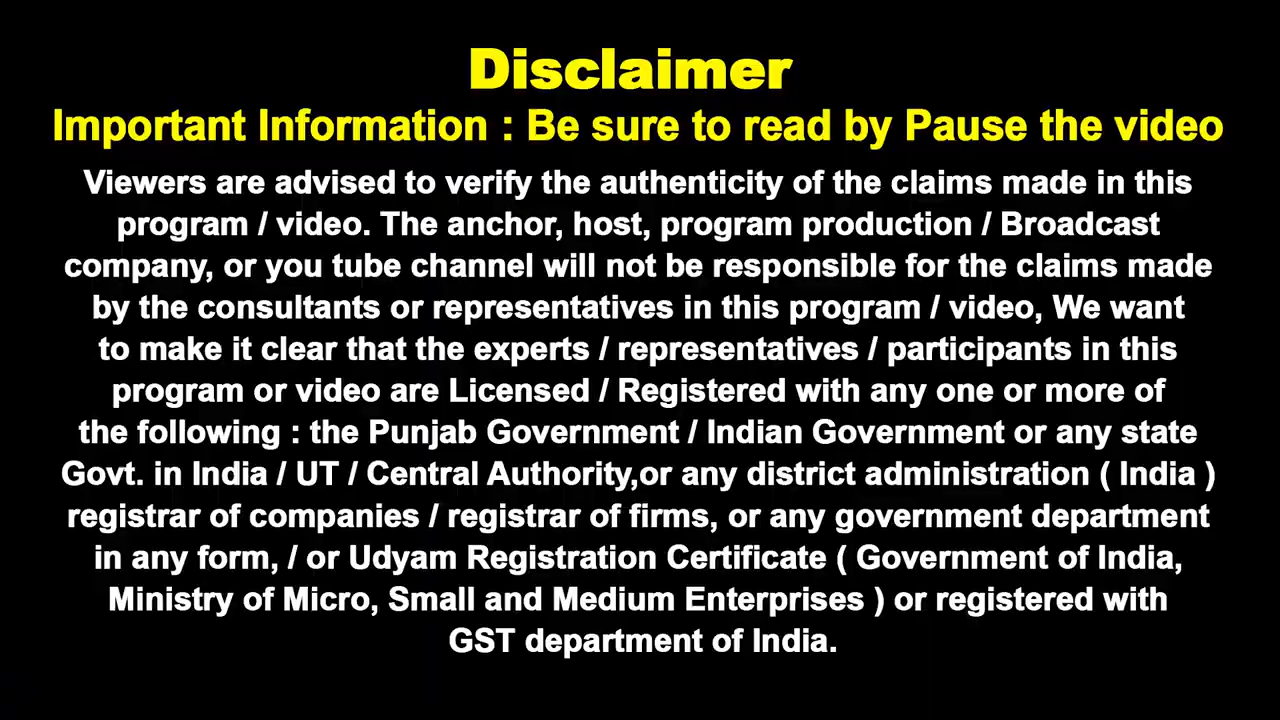 Disclaimer
Important Information : Be sure to read by Pause the video
Viewers are advised to verify the authenticity of the claims made in this
program / video. The anchor, host, program production / Broadcast
company, or you tube channel will not be responsible for the claims made
by the consultants or representatives in this program / video, We want
to make it clear that the experts / representatives / participants in this
program or video are Licensed / Registered with any one or more of
the following : the Punjab Government / Indian Government or any state
Govt. in India / UT / Central Authority,or any district administration ( India )
registrar of companies / registrar of firms, or any government department
in any form, / or Udyam Registration Certificate ( Government of India,
Ministry of Micro, Small and Medium Enterprises ) or registered with
GST department of India.